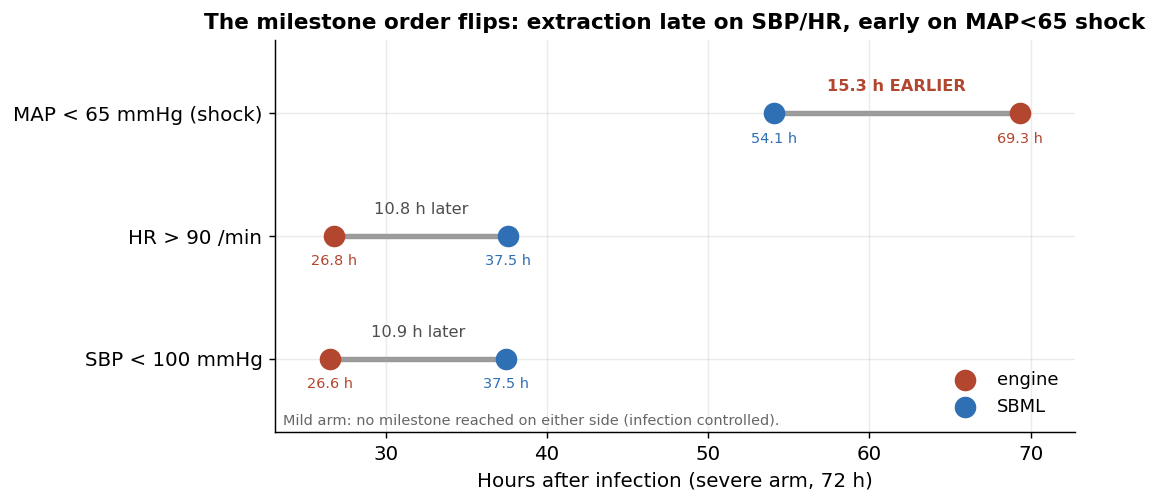 The milestone order flips: extraction late on SBP/HR, early on MAP<65 shock
15.3 h EARLIER
MAP < 65 mmHg (shock)
54.1 h
69.3 h
10.8 h later
HR > 90 /min
26.8 h
37.5 h
10.9 h later
SBP < 100 mmHg
26.6 h
37.5 h
engine
SBML
Mild arm: no milestone reached on either side (infection controlled).
30
40
50
60
70
Hours after infection (severe arm, 72 h)